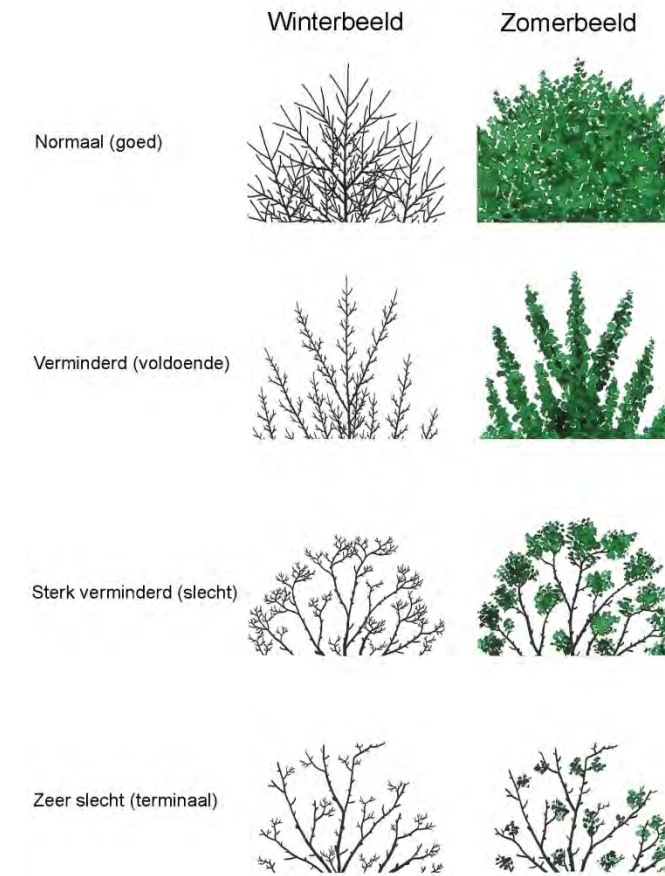 Winterbeeld Zomerbeeld
Normaal (goed)
Verminderd (voldoende)
Sterk verminderd (slecht)
Zeer slecht (terminaal)